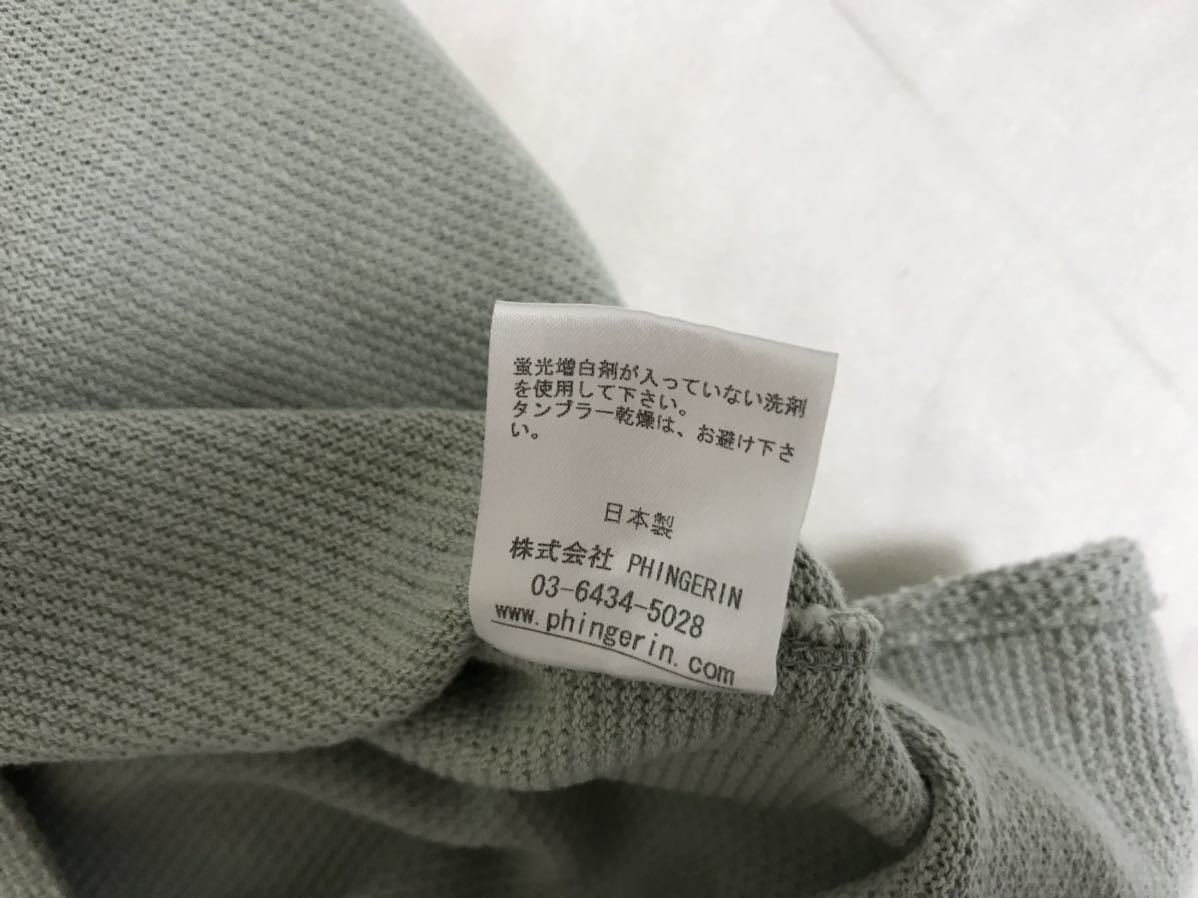 蛍光増白剤が入っていない洗剤
を使用して下さい。
タンブラー乾燥は、お避け下さ
い。
日本製
株式会社 PHINGERIN
03-6434-5028
www.phingerin.com